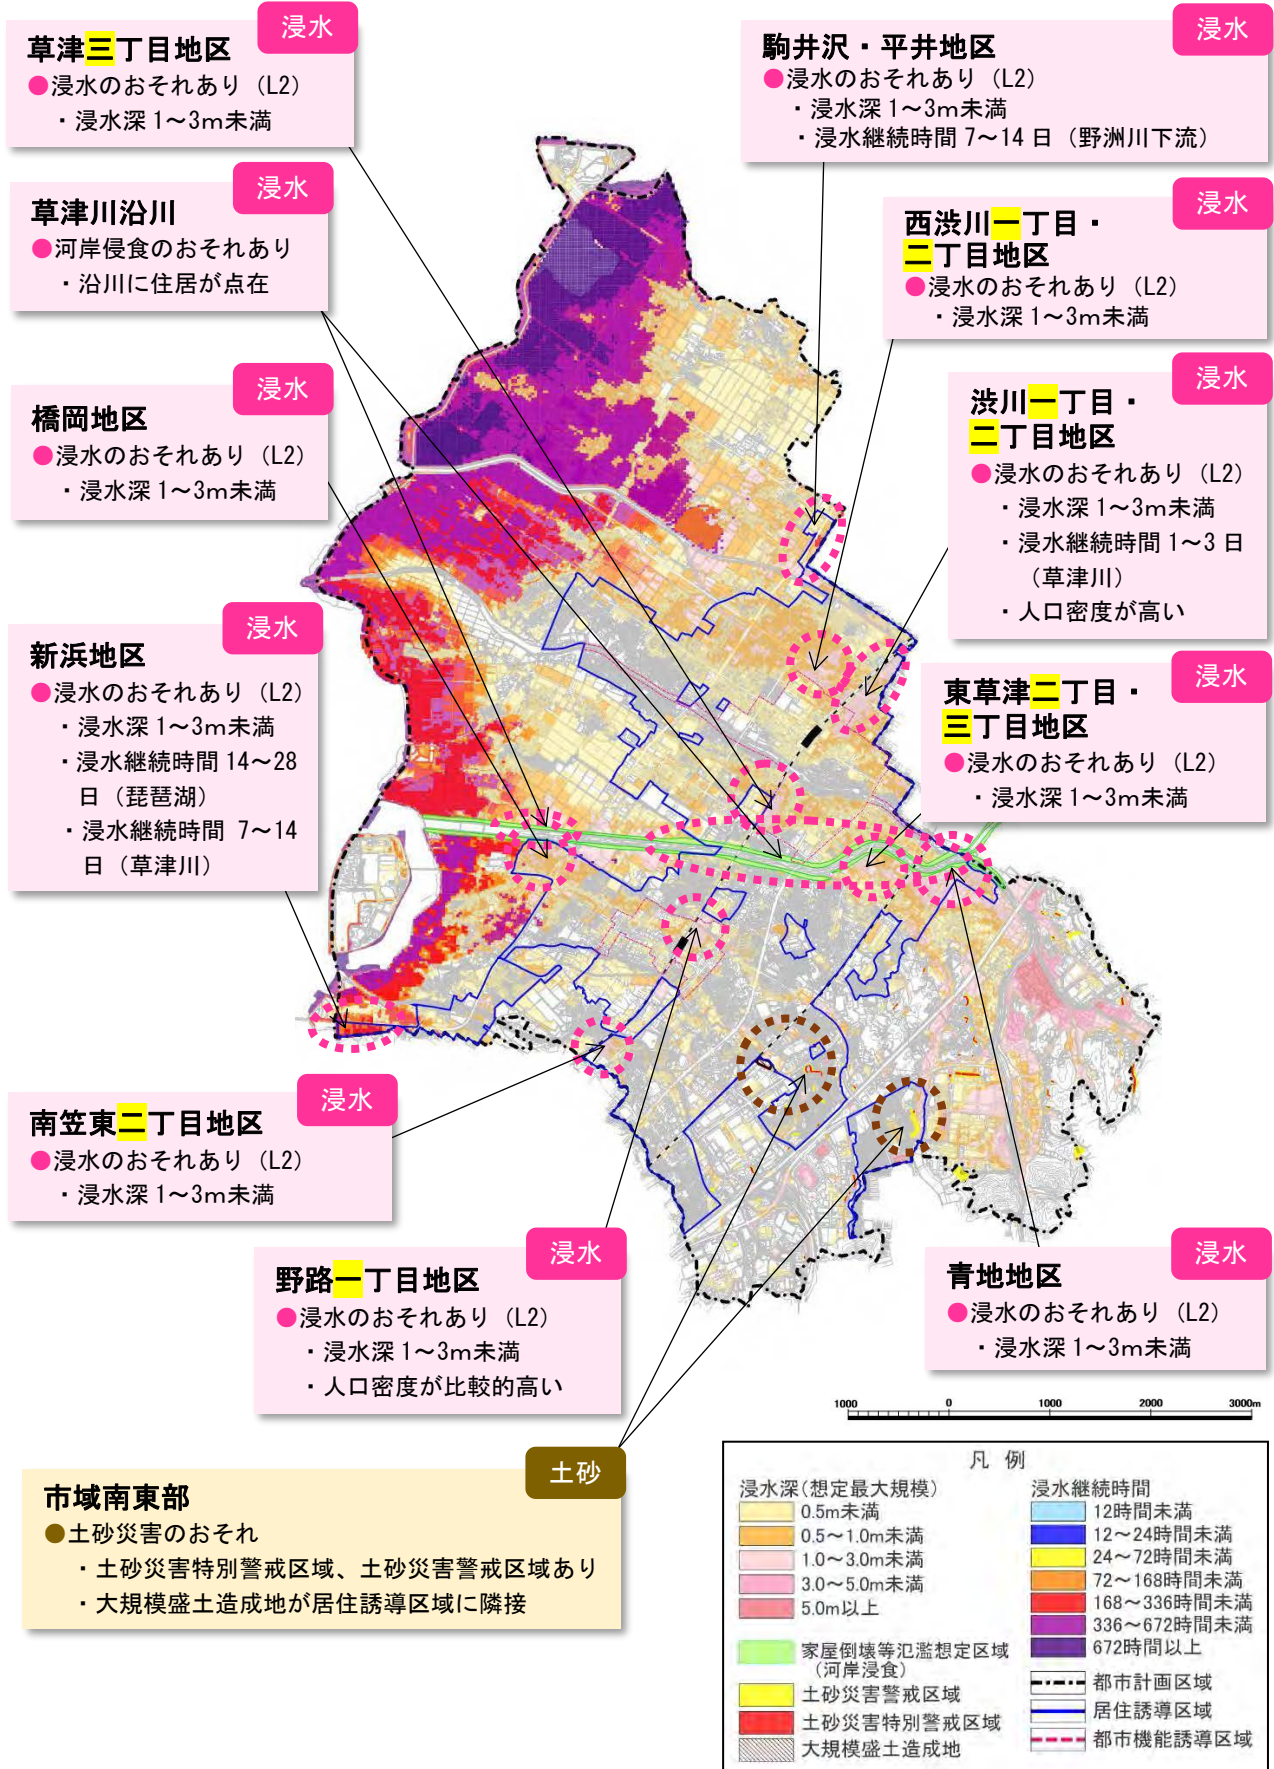 浸水
草津三丁目地区
●浸水のおそれあり（L2）
・浸水深 1～3m未満
浸水
草津川沿川
●河岸侵食のおそれあり
・沿川に住居が点在
浸水
橋岡地区
●浸水のおそれあり（L2）
・浸水深 1～3m未満
浸水
新浜地区
●浸水のおそれあり（L2）
・浸水深 1～3m未満
・浸水継続時間 14～28
日（琵琶湖）
・浸水継続時間 7～14
日（草津川）
浸水
南笠東二丁目地区
●浸水のおそれあり（L2）
・浸水深 1～3m未満
浸水
野路一丁目地区
●浸水のおそれあり（L2）
・浸水深 1～3m未満
・人口密度が比較的高い
土砂
市域南東部
●土砂災害のおそれ
・土砂災害特別警戒区域、土砂災害警戒区域あり
・大規模盛土造成地が居住誘導区域に隣接
浸水
駒井沢・平井地区
●浸水のおそれあり（L2）
・浸水深 1～3m未満
・浸水継続時間 7～14 日（野洲川下流）
浸水
西渋川一丁目・
二丁目地区
●浸水のおそれあり（L2）
・浸水深 1～3m未満
浸水
渋川一丁目・
二丁目地区
●浸水のおそれあり（L2）
・浸水深 1～3m未満
・浸水継続時間 1～3 日
（草津川）
・人口密度が高い
浸水
東草津二丁目・
三丁目地区
●浸水のおそれあり（L2）
・浸水深 1～3m未満
浸水
青地地区
●浸水のおそれあり（L2）
・浸水深 1～3m未満
1000 0 1000 2000 3000m
凡 例
浸水深(想定最大規模)
0.5m未満
0.5～1.0m未満
1.0～3.0m未満
3.0～5.0m未満
5.0m以上
家屋倒壊等氾濫想定区域
（河岸浸食）
土砂災害警戒区域
土砂災害特別警戒区域
大規模盛土造成地
浸水継続時間
12時間未満
12～24時間未満
24～72時間未満
72～168時間未満
168～336時間未満
336～672時間未満
672時間以上
都市計画区域
居住誘導区域
都市機能誘導区域